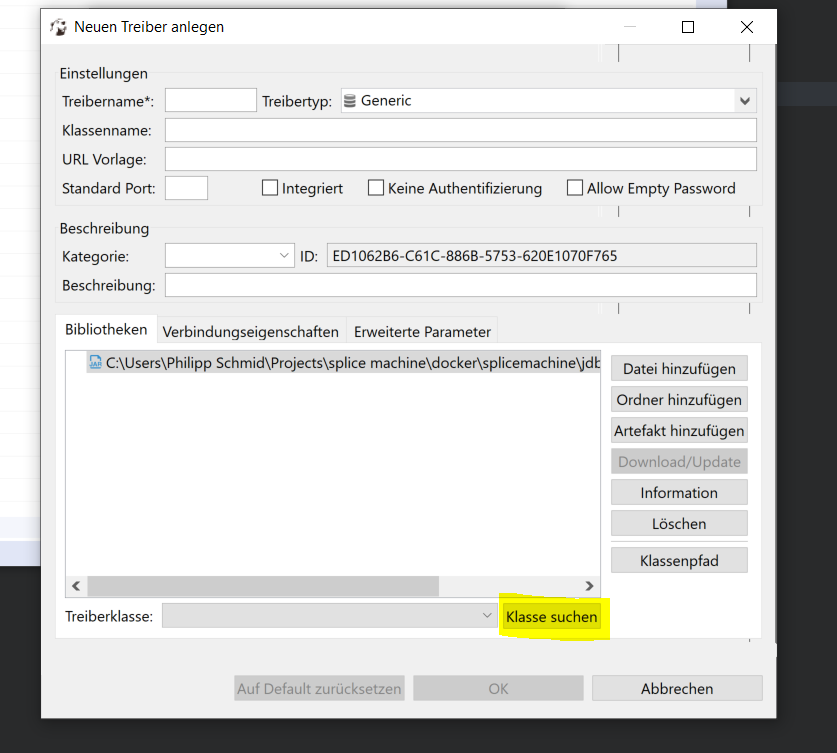 Neuen Treiber anlegen
Einstellungen
Treibername*: Treibertyp: Generic
Klassenname:
URL Vorlage:
Standard Port: Integriert Keine Authentifizierung Allow Empty Password
Beschreibung
Kategorie: ID: ED1062B6-C61C-886B-5753-620E1070F765
Beschreibung:
Bibliotheken Verbindungseigenschaften Erweiterte Parameter
JAR C:\Users\Philipp Schmid\Projects\splice machine\docker\splicemachine\jdb
Datei hinzufügen
Ordner hinzufügen
Artefakt hinzufügen
Download/Update
Information
Löschen
Klassenpfad
Treiberklasse: Klasse suchen
Auf Default zurücksetzen OK Abbrechen